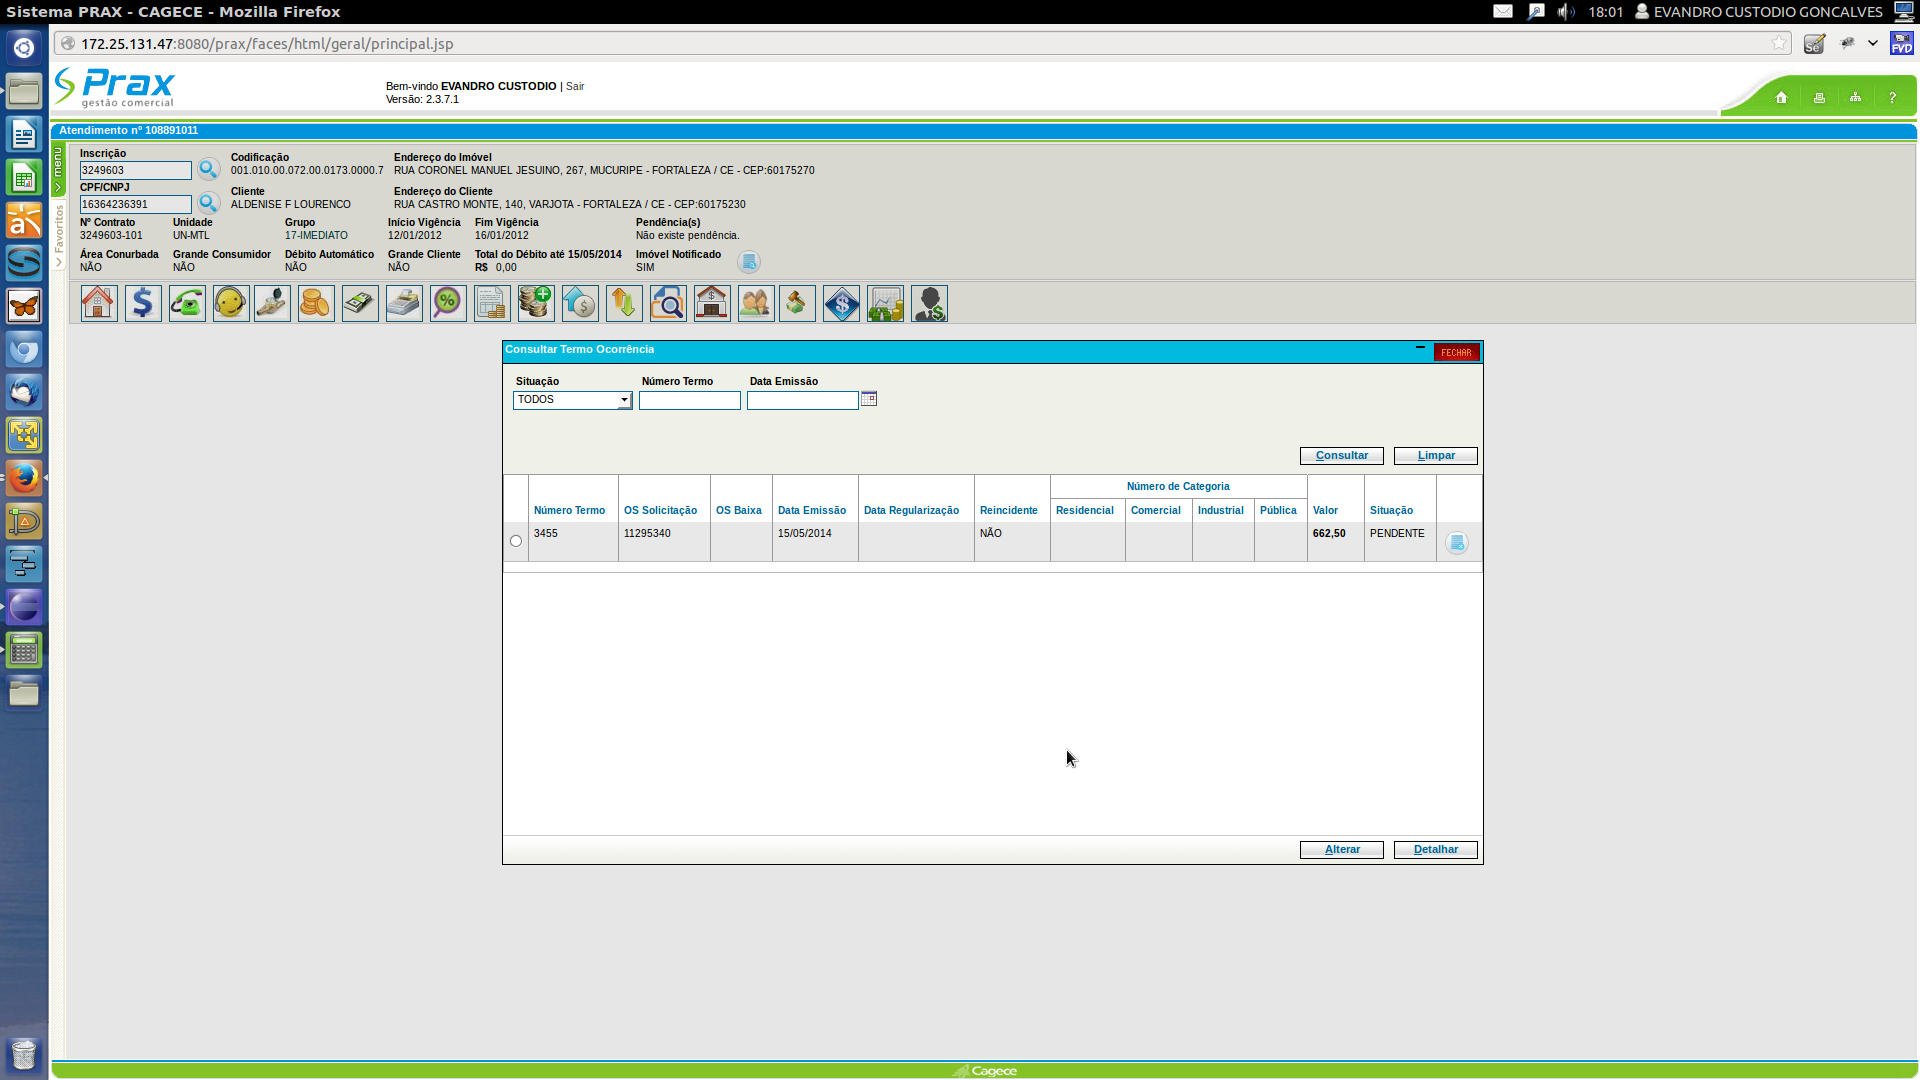 Sistema PRAX - CAGECE - Mozilla Firefox
18:01 EVANDRO CUSTODIO GONCALVES
172.25.131.47:8080/prax/faces/html/geral/principal.jsp
FVD
Prax
gestão comercial
Bem-vindo EVANDRO CUSTODIO | Sair
Versão: 2.3.7.1
Atendimento nº 108891011
menu
Favoritos
Inscrição
3249603
Codificação
001.010.00.072.00.0173.0000.7
Endereço do Imóvel
RUA CORONEL MANUEL JESUINO, 267, MUCURIPE - FORTALEZA / CE - CEP:60175270
CPF/CNPJ
16364236391
Cliente
ALDENISE F LOURENCO
Endereço do Cliente
RUA CASTRO MONTE, 140, VARJOTA - FORTALEZA / CE - CEP:60175230
Nº Contrato Unidade Grupo Início Vigência Fim Vigência Pendência(s)
3249603-101 UN-MTL 17-IMEDIATO 12/01/2012 16/01/2012 Não existe pendência.
Área Conurbada Grande Consumidor Débito Automático Grande Cliente Total do Débito até 15/05/2014 Imóvel Notificado
NÃO NÃO NÃO NÃO R$ 0,00 SIM
Consultar Termo Ocorrência
FECHAR
Situação Número Termo Data Emissão
TODOS
Consultar Limpar
Número de Categoria
Número Termo OS Solicitação OS Baixa Data Emissão Data Regularização Reincidente Residencial Comercial Industrial Pública Valor Situação
3455 11295340 15/05/2014 NÃO 662,50 PENDENTE
Alterar Detalhar
Cagece